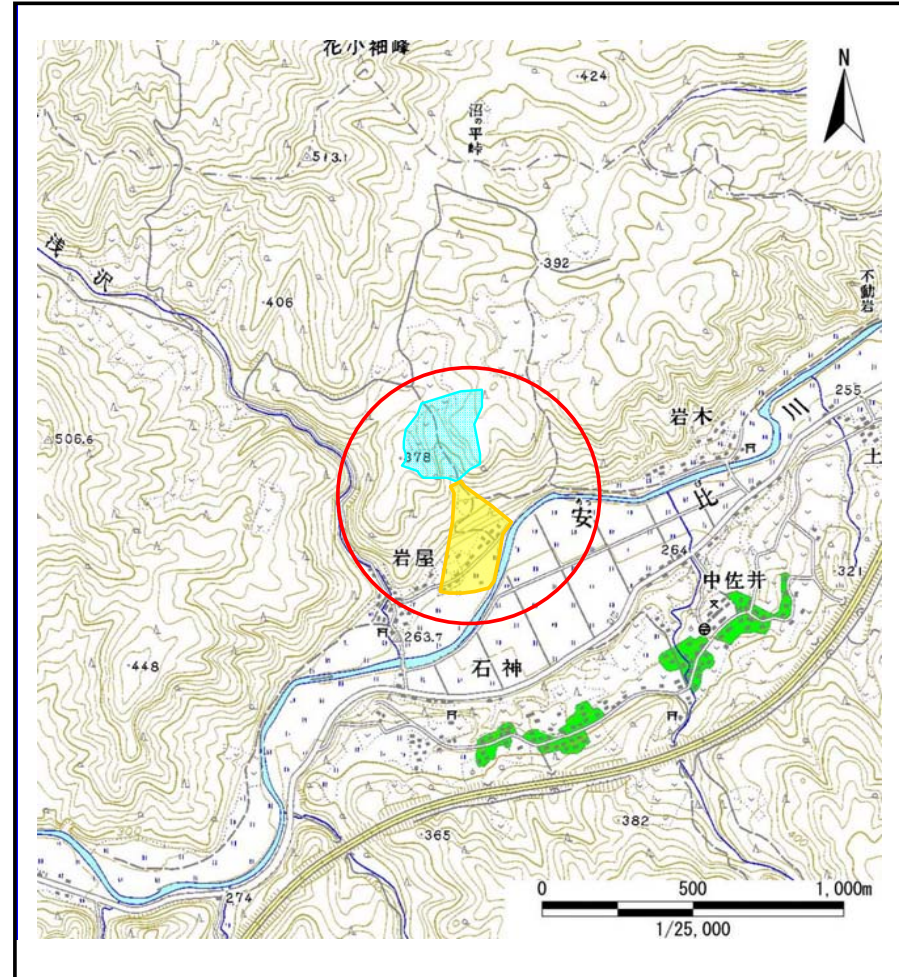 花小袖峰
・424
N
沼の平峠
513.1
浅沢
・392
・406
不動岩
255
川
岩木
506.6
・378
土
比
安
岩屋
264
・321
中佐井
263.7
・448
石神
・365
・382
274
0 500 1,000m
1/25,000